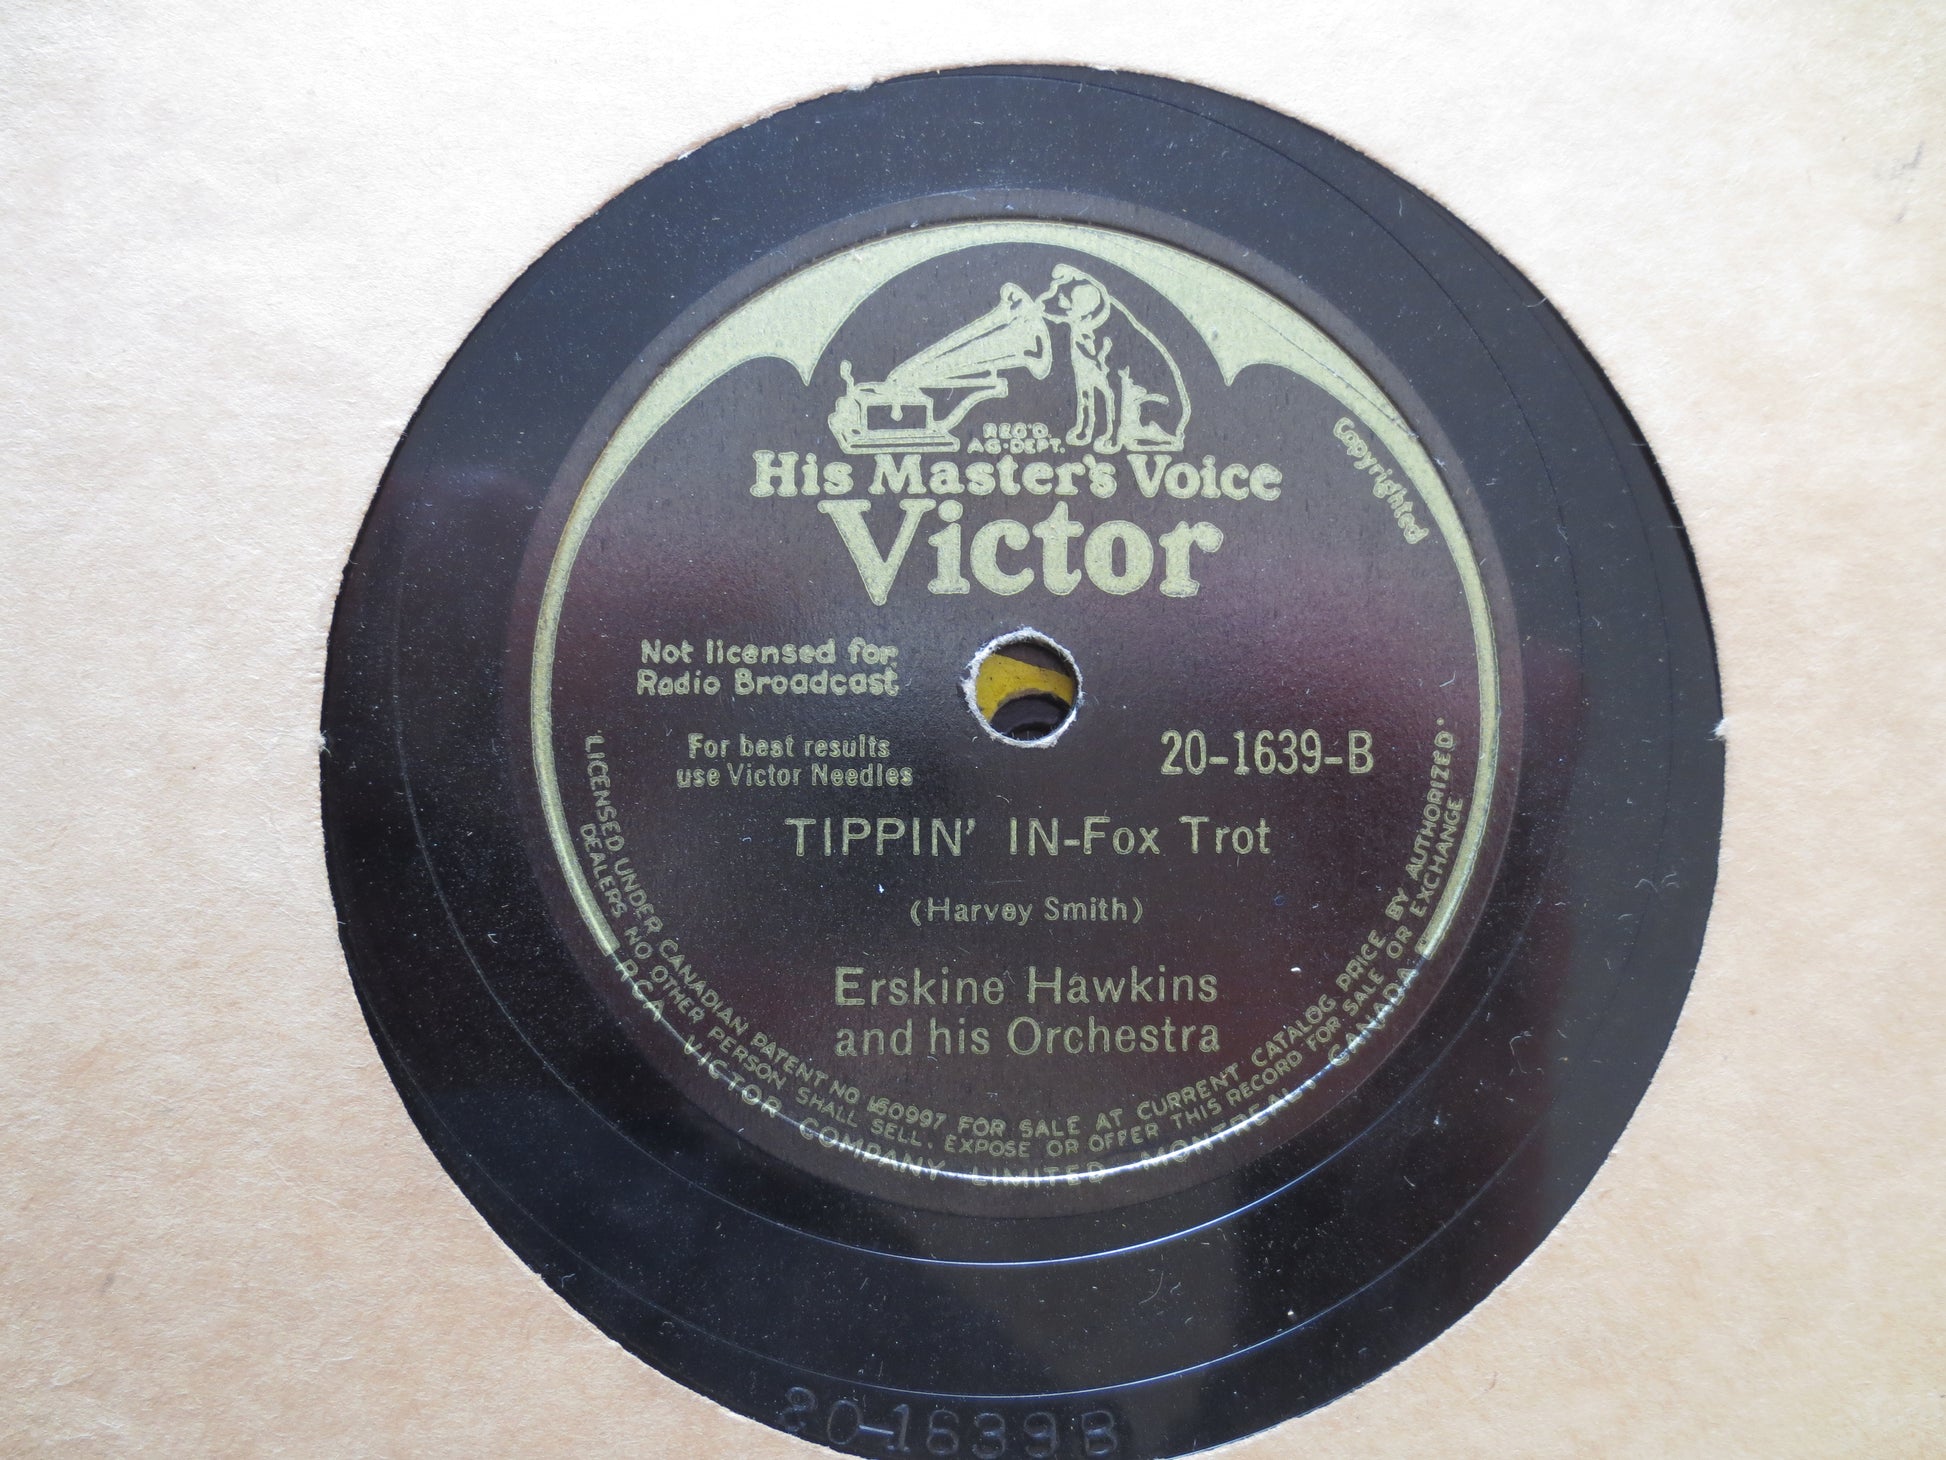 REG'D.
AG-DEPT.
His Master's Voice
Victor
Copyrighted
Not licensed for
Radio Broadcast
For best results
use Victor Needles
20-1639-B
TIPPIN' IN-Fox Trot
(Harvey Smith)
Erskine Hawkins
and his Orchestra
LICENSED UNDER CANADIAN PATENT NO 150997 FOR SALE AT CURRENT CATALOG PRICE BY AUTHORIZED
DEALERS NO OTHER PERSON SHALL SELL, EXPOSE OR OFFER THIS RECORD FOR SALE OR EXCHANGE
RCA VICTOR COMPANY LIMITED MONTREAL, CANADA
20-1639B